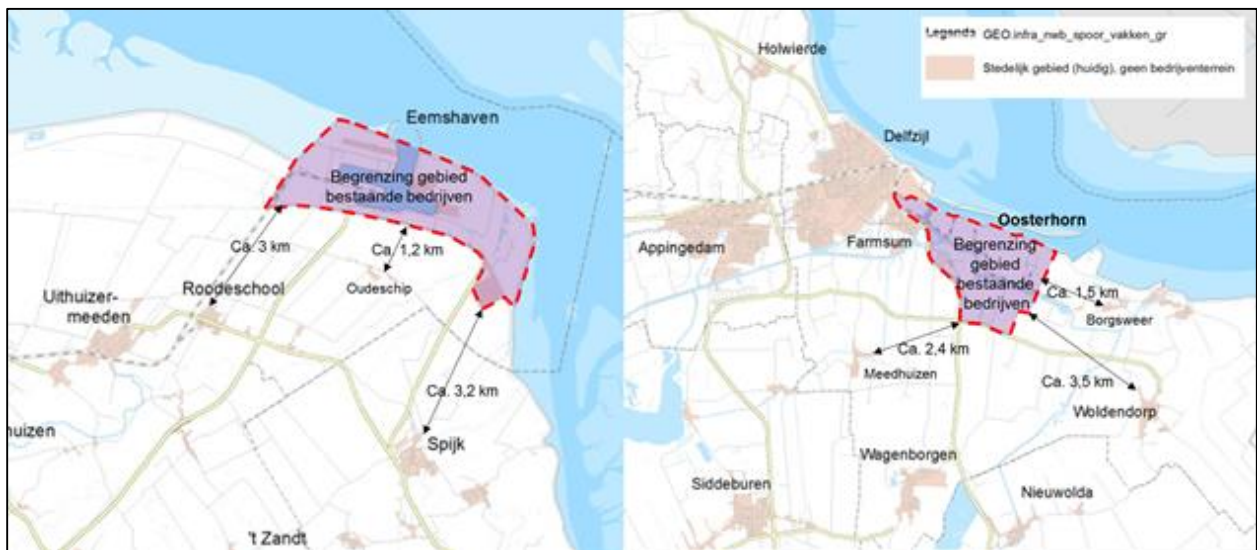 Eemshaven
Begrenzing gebied
bestaande bedrijven
Ca. 3 km
Ca. 1,2 km
Oudeschip
Roodeschool
Uithuizer-
meeden
Ca. 3,2 km
huizen
Spijk
't Zandt
Legenda GEO.infra_nwb_spoor_vakken_gr
Stedelijk gebied (huidig), geen bedrijventerrein
Holwierde
Delfzijl
Oosterhorn
Appingedam
Farmsum
Begrenzing
gebied
bestaande
bedrijven
Ca. 1,5 km
Borgsweer
Ca. 2,4 km
Meedhuizen
Ca. 3,5 km
Woldendorp
Wagenborgen
Siddeburen
Nieuwolda